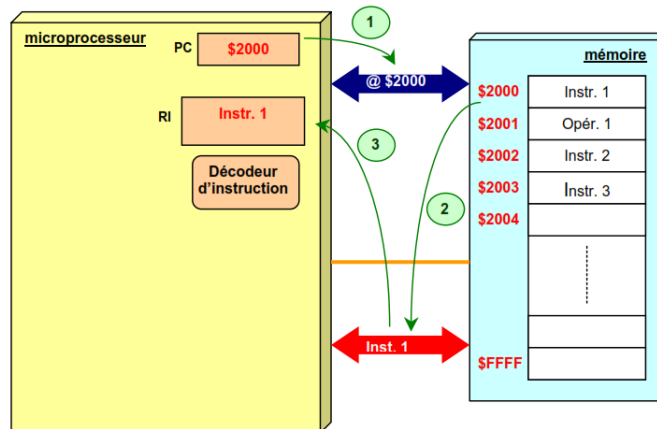 microprocesseur
PC
$2000
1
@ $2000
RI
Instr. 1
3
Décodeur
d'instruction
2
Inst. 1
mémoire
$2000 Instr. 1
$2001 Opér. 1
$2002 Instr. 2
$2003 Instr. 3
$2004
$FFFF